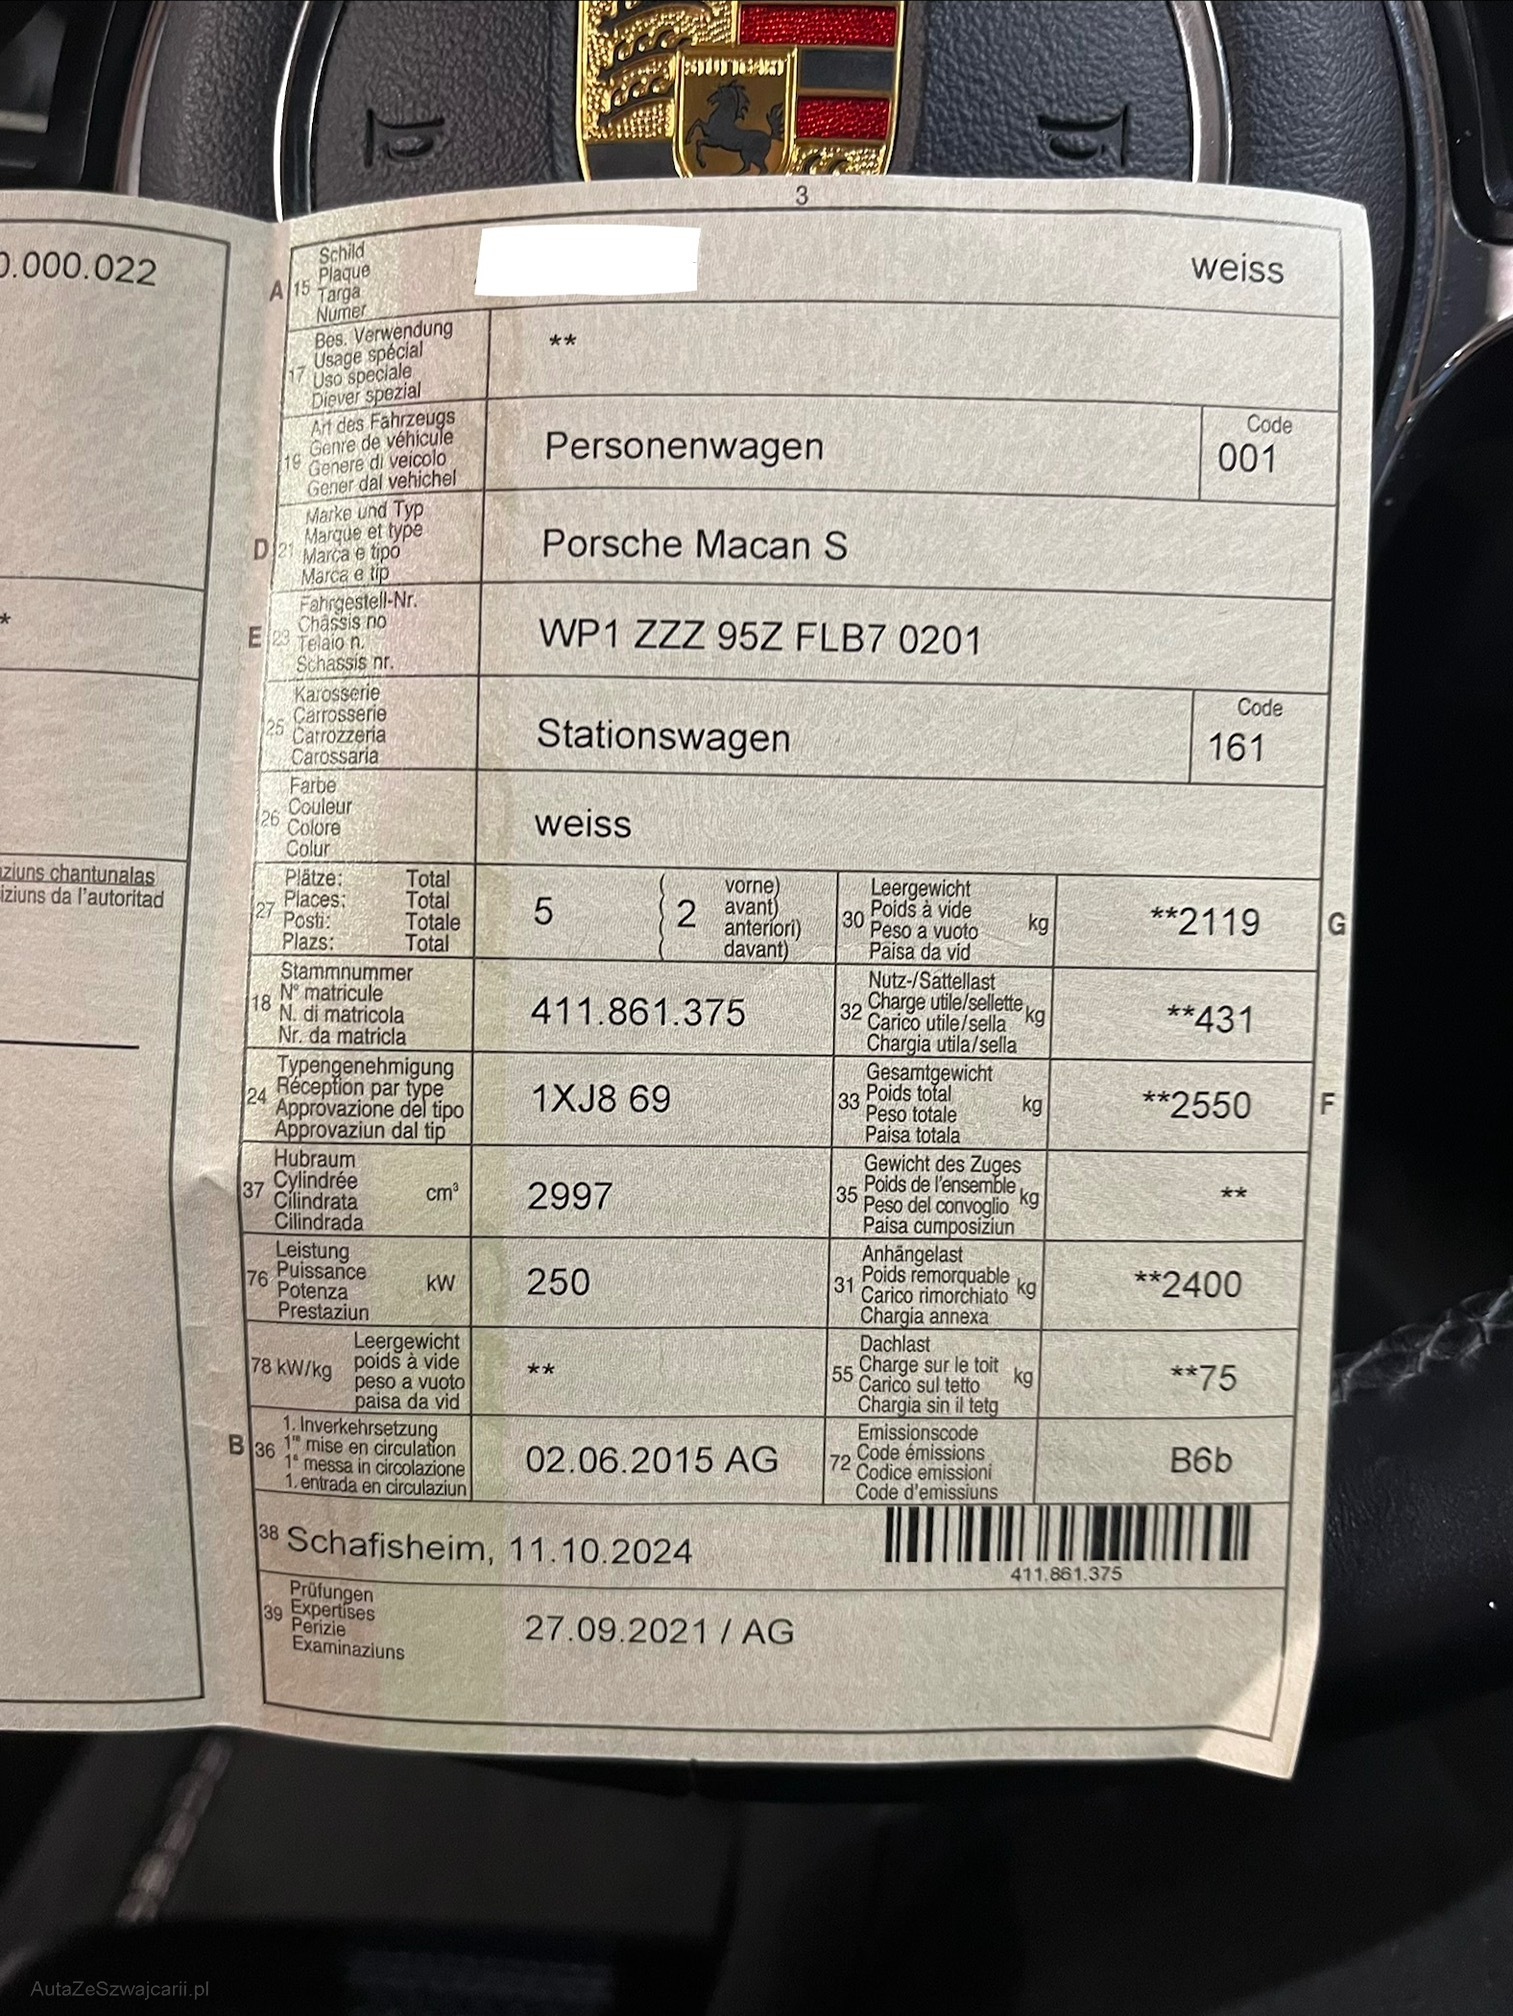 STUTTGART
3
0.000.022
*
ziuns chantunalas
iziuns da l'autoritad
A 15 Schild
Plaque
Targa
Numer
weiss
17 Bes. Verwendung
Usage spécial
Uso speciale
Diever spezial
**
19 Art des Fahrzeugs
Genre de véhicule
Genere di veicolo
Gener dal vehichel
Personenwagen
Code
001
D 21 Marke und Typ
Marque et type
Marca e tipo
Marca e tip
Porsche Macan S
E 23 Fahrgestell-Nr.
Châssis no
Telaio n.
Schassis nr.
WP1 ZZZ 95Z FLB7 0201
25 Karosserie
Carrosserie
Carrozzeria
Carossaria
Stationswagen
Code
161
26 Farbe
Couleur
Colore
Colur
weiss
27 Plätze: Total
Places: Total
Posti: Totale
Plazs: Total
5 ( 2 vorne)
avant)
anteriori)
davant)
30 Leergewicht
Poids à vide
Peso a vuoto
Paisa da vid
kg
**2119
G
18 Stammnummer
N° matricule
N. di matricola
Nr. da matricla
411.861.375
32 Nutz-/Sattellast
Charge utile/sellette
Carico utile/sella
Chargia utila/sella
kg
**431
24 Typengenehmigung
Réception par type
Approvazione del tipo
Approvaziun dal tip
1XJ8 69
33 Gesamtgewicht
Poids total
Peso totale
Paisa totala
kg
**2550
F
37 Hubraum
Cylindrée
Cilindrata
Cilindrada
cm³
2997
35 Gewicht des Zuges
Poids de l'ensemble
Peso del convoglio
Paisa cumposiziun
kg
**
76 Leistung
Puissance
Potenza
Prestaziun
kW
250
31 Anhängelast
Poids remorquable
Carico rimorchiato
Chargia annexa
kg
**2400
78 kW/kg Leergewicht
poids à vide
peso a vuoto
paisa da vid
**
55 Dachlast
Charge sur le toit
Carico sul tetto
Chargia sin il tetg
kg
**75
B 36 1. Inverkehrsetzung
1re mise en circulation
1a messa in circolazione
1. entrada en circulaziun
02.06.2015 AG
72 Emissionscode
Code émissions
Codice emissioni
Code d'emissiuns
B6b
38 Schafisheim, 11.10.2024
411.861.375
39 Prüfungen
Expertises
Perizie
Examinaziuns
27.09.2021 / AG
AutaZeSzwajcarii.pl